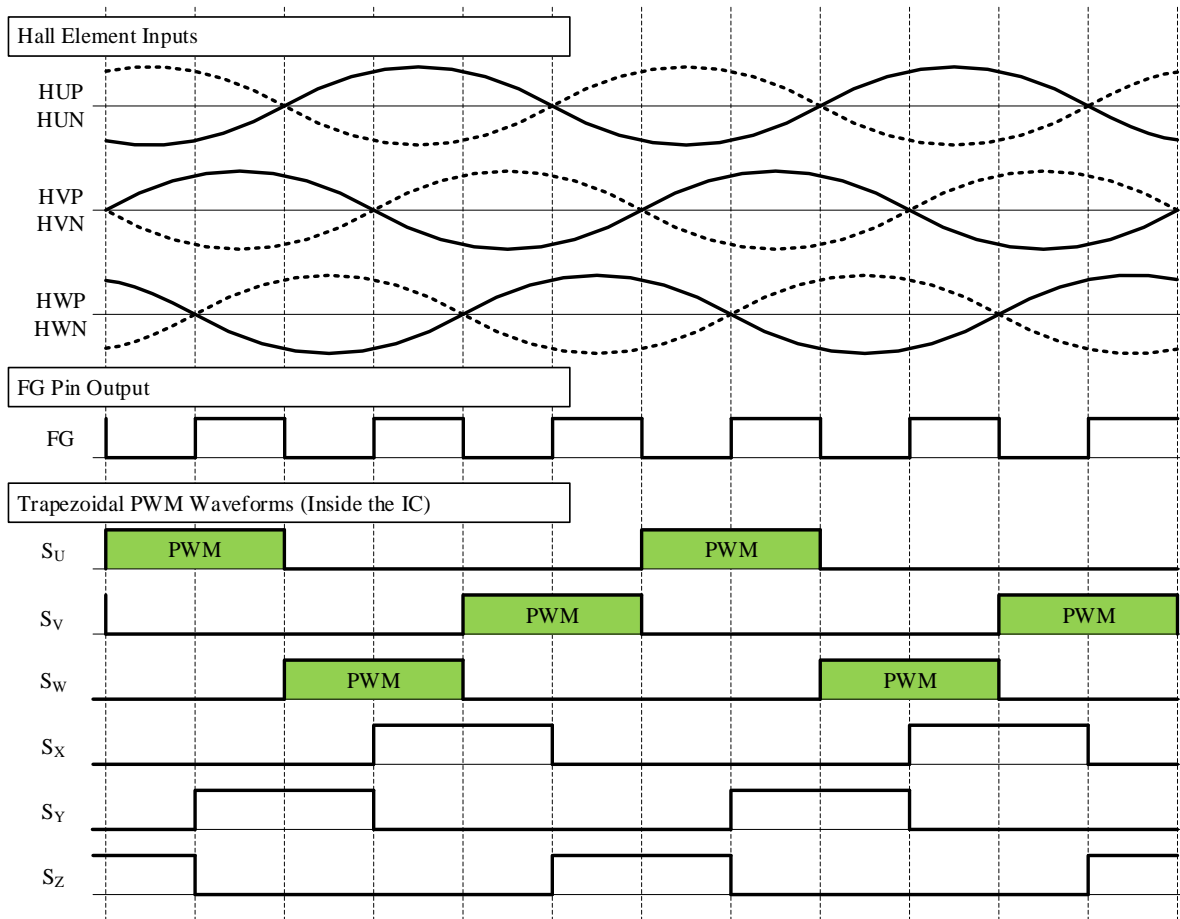 Hall Element Inputs
HUP
HUN
HVP
HVN
HWP
HWN
FG Pin Output
FG
Trapezoidal PWM Waveforms (Inside the IC)
SU PWM PWM
SV PWM PWM
SW PWM PWM
SX
SY
SZ